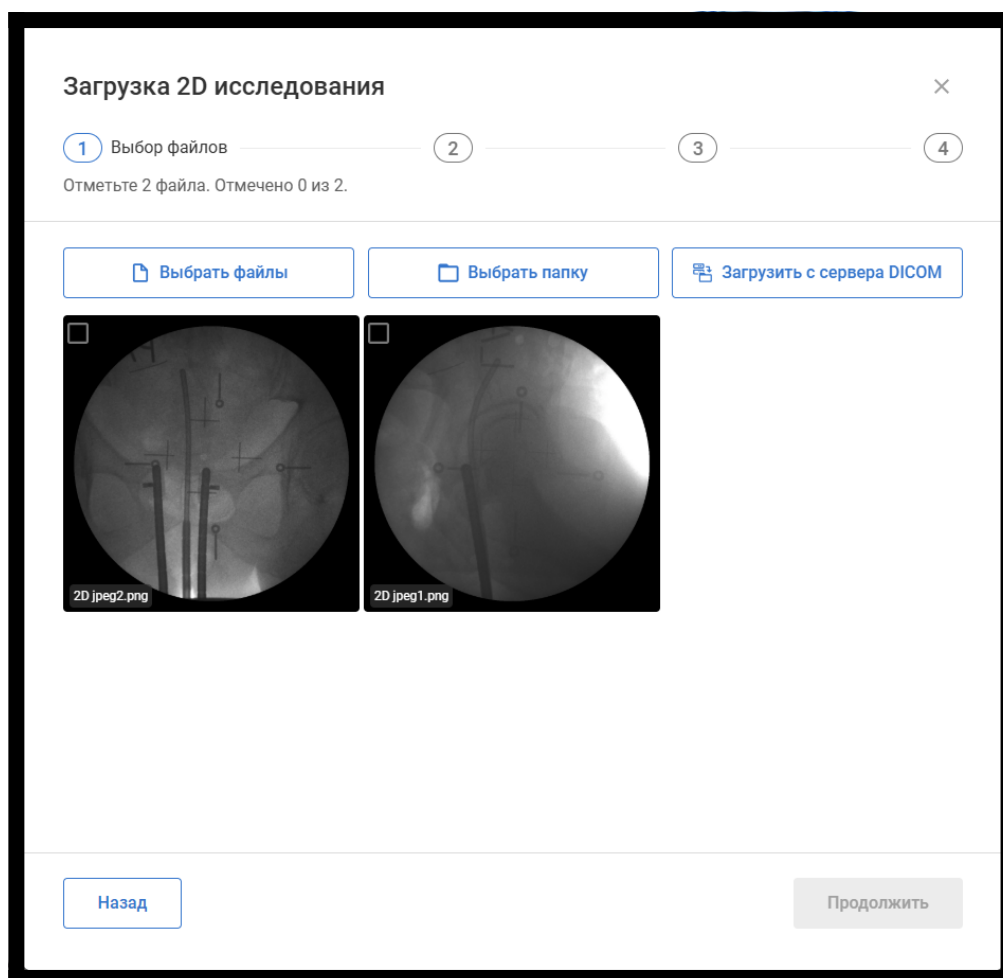 Загрузка 2D исследования
1 Выбор файлов 2 3 4
Отметьте 2 файла. Отмечено 0 из 2.
Выбрать файлы Выбрать папку Загрузить с сервера DICOM
2D jpeg2.png 2D jpeg1.png
Назад Продолжить